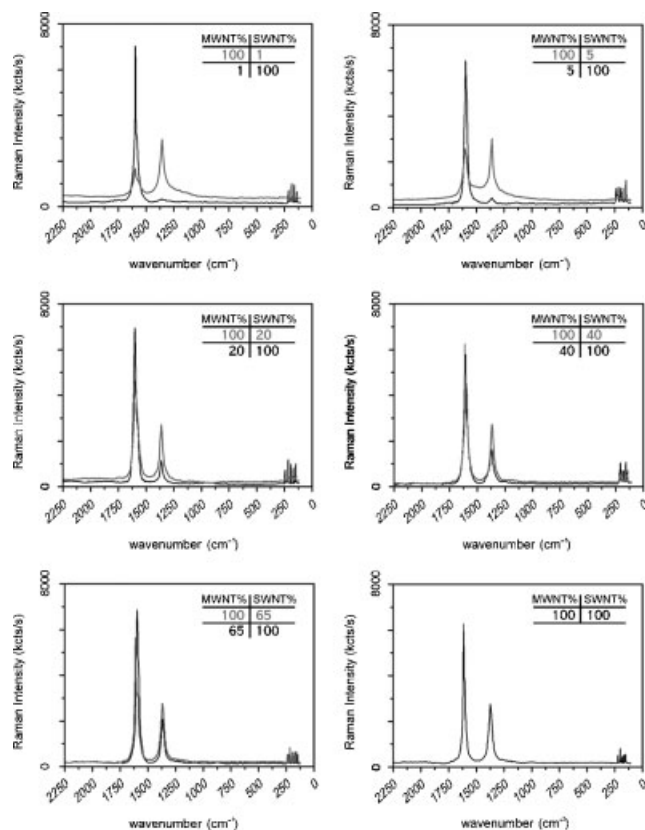 8000
MWNT% SWNT%
100 1
1 100
Raman Intensity (kcts/s)
0
2250 2000 1750 1500 1250 1000 750 500 250 0
wavenumber (cm⁻¹)
8000
MWNT% SWNT%
100 5
5 100
Raman Intensity (kcts/s)
0
2250 2000 1750 1500 1250 1000 750 500 250 0
wavenumber (cm⁻¹)
8000
MWNT% SWNT%
100 20
20 100
Raman Intensity (kcts/s)
0
2250 2000 1750 1500 1250 1000 750 500 250 0
wavenumber (cm⁻¹)
8000
MWNT% SWNT%
100 40
40 100
Raman Intensity (kcts/s)
0
2250 2000 1750 1500 1250 1000 750 500 250 0
wavenumber (cm⁻¹)
8000
MWNT% SWNT%
100 65
65 100
Raman Intensity (kcts/s)
0
2250 2000 1750 1500 1250 1000 750 500 250 0
wavenumber (cm⁻¹)
8000
MWNT% SWNT%
100 100
Raman Intensity (kcts/s)
0
2250 2000 1750 1500 1250 1000 750 500 250 0
wavenumber (cm⁻¹)